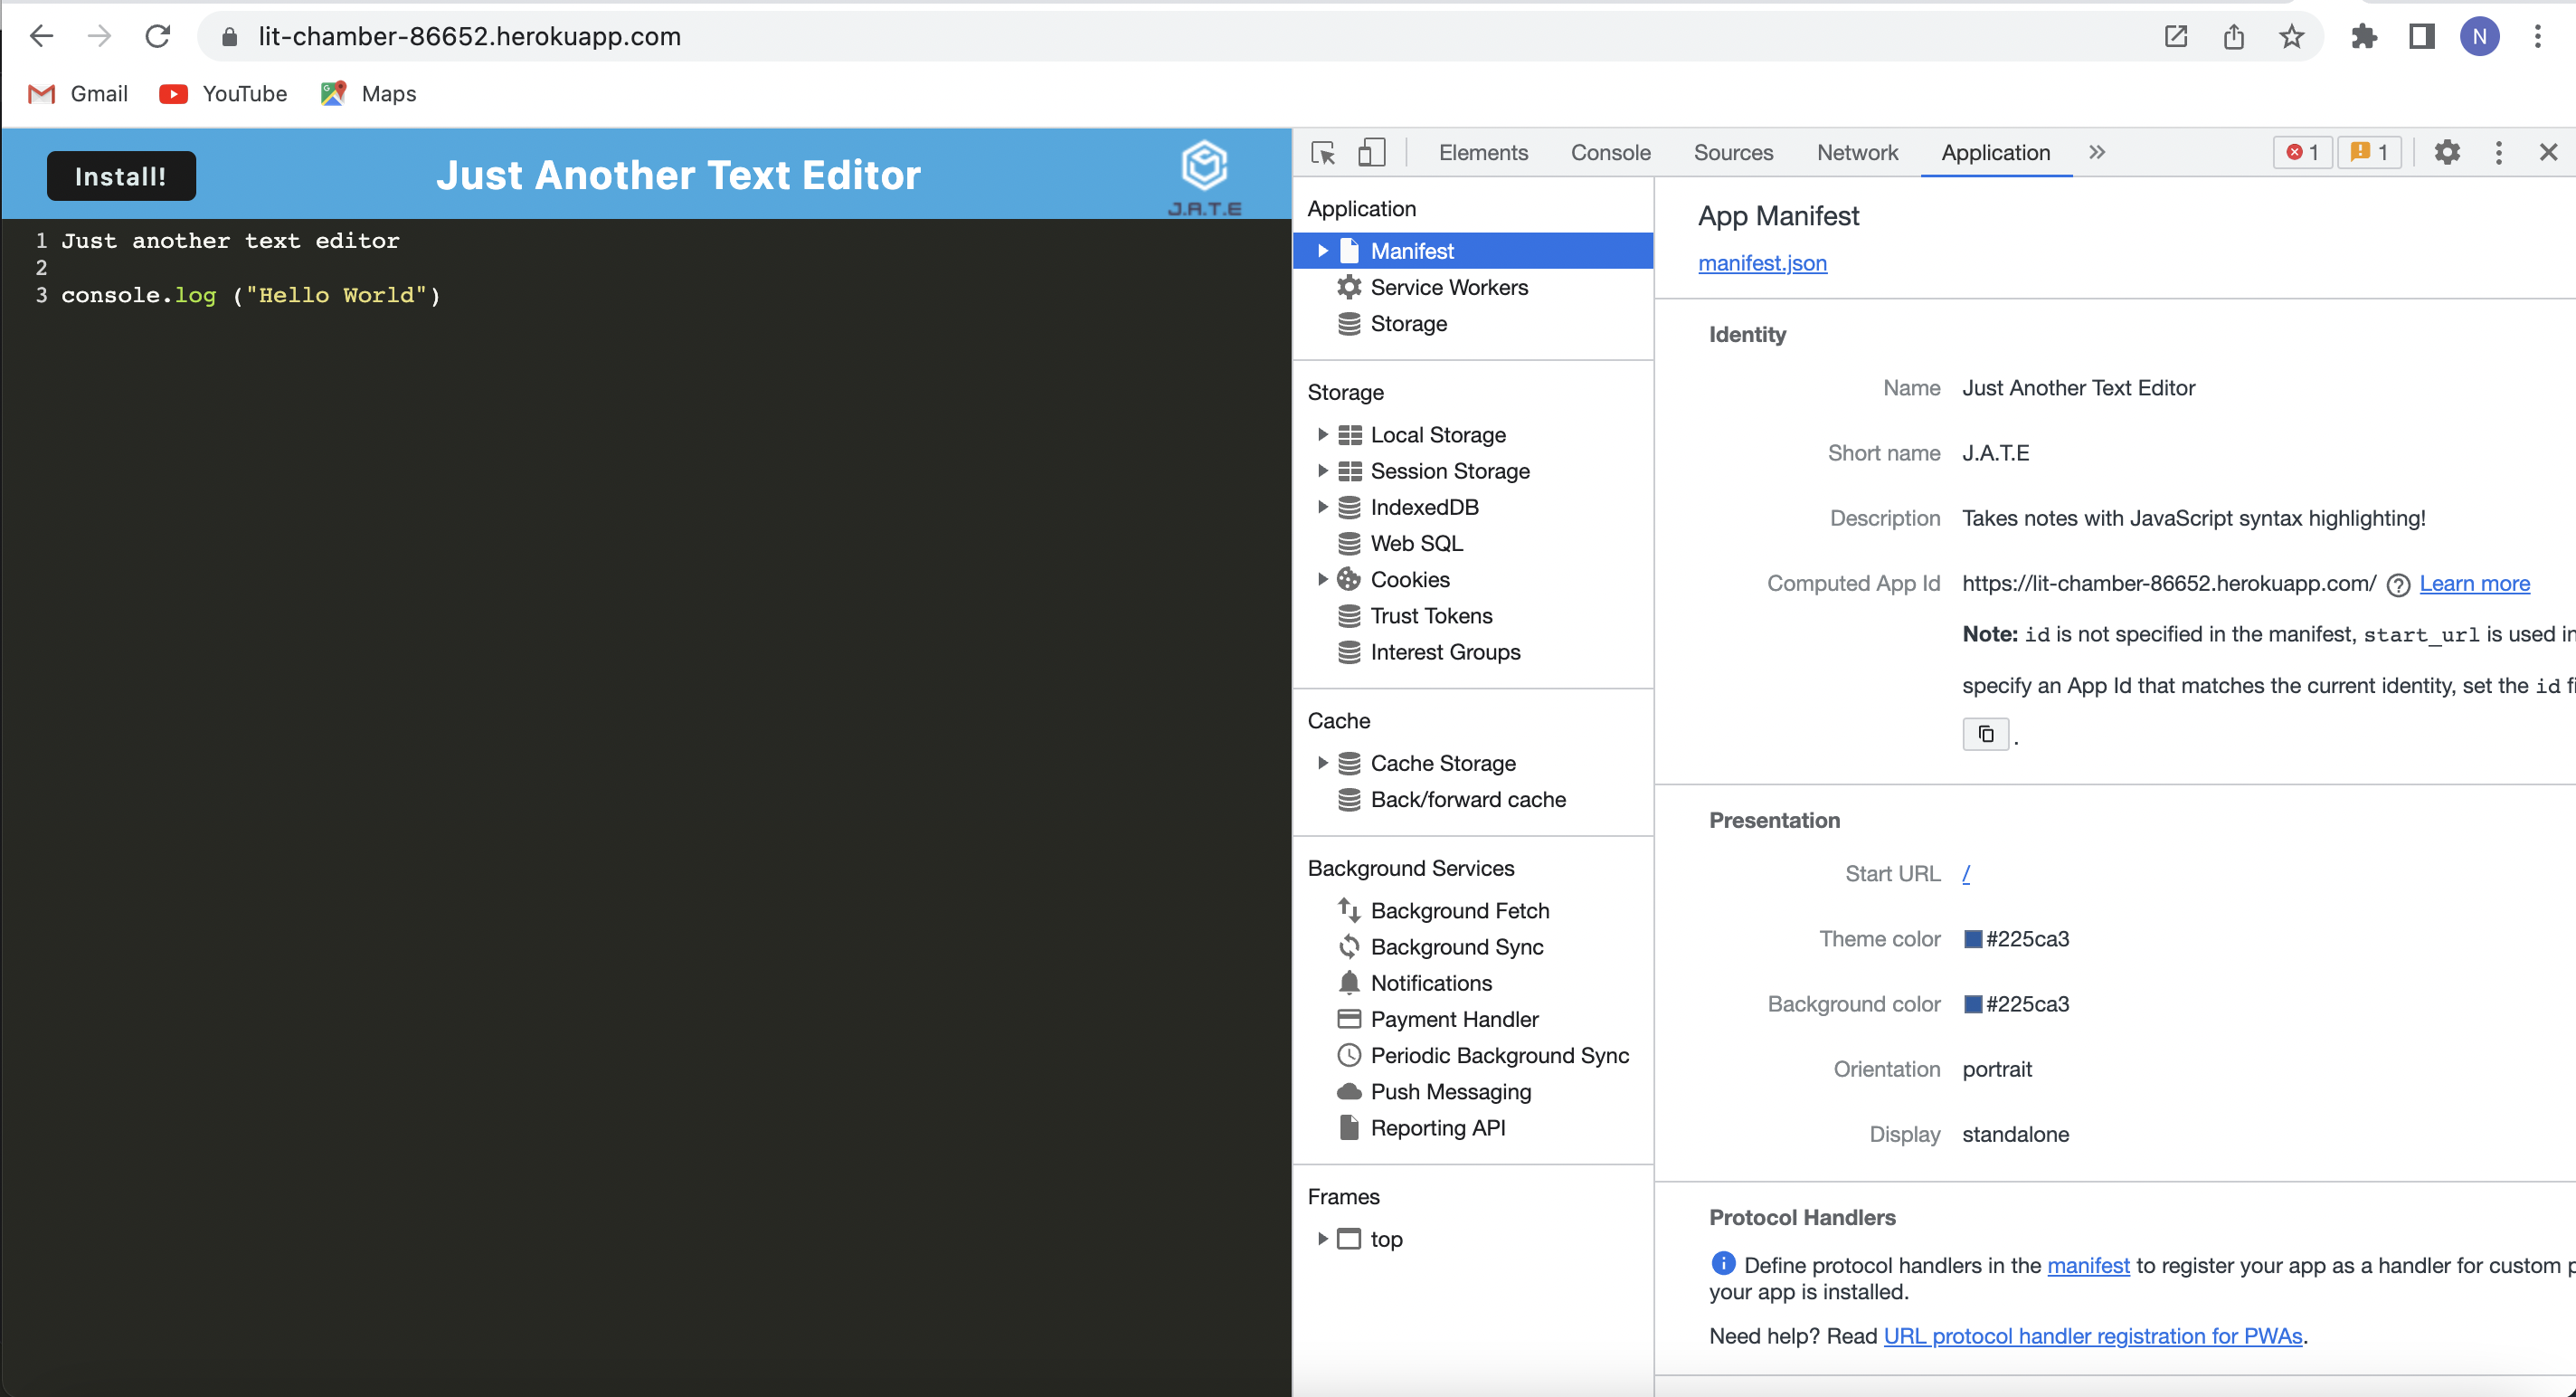 lit-chamber-86652.herokuapp.com
N
Gmail YouTube Maps
Install!
Just Another Text Editor
J.A.T.E
1 Just another text editor
2
3 console.log ("Hello World")
Elements Console Sources Network Application 1 1
Application
Manifest
Service Workers
Storage
Storage
Local Storage
Session Storage
IndexedDB
Web SQL
Cookies
Trust Tokens
Interest Groups
Cache
Cache Storage
Back/forward cache
Background Services
Background Fetch
Background Sync
Notifications
Payment Handler
Periodic Background Sync
Push Messaging
Reporting API
Frames
top
App Manifest
manifest.json
Identity
Name Just Another Text Editor
Short name J.A.T.E
Description Takes notes with JavaScript syntax highlighting!
Computed App Id https://lit-chamber-86652.herokuapp.com/ Learn more
Note: id is not specified in the manifest, start_url is used in
specify an App Id that matches the current identity, set the id fi
.
Presentation
Start URL /
Theme color #225ca3
Background color #225ca3
Orientation portrait
Display standalone
Protocol Handlers
Define protocol handlers in the manifest to register your app as a handler for custom p
your app is installed.
Need help? Read URL protocol handler registration for PWAs.